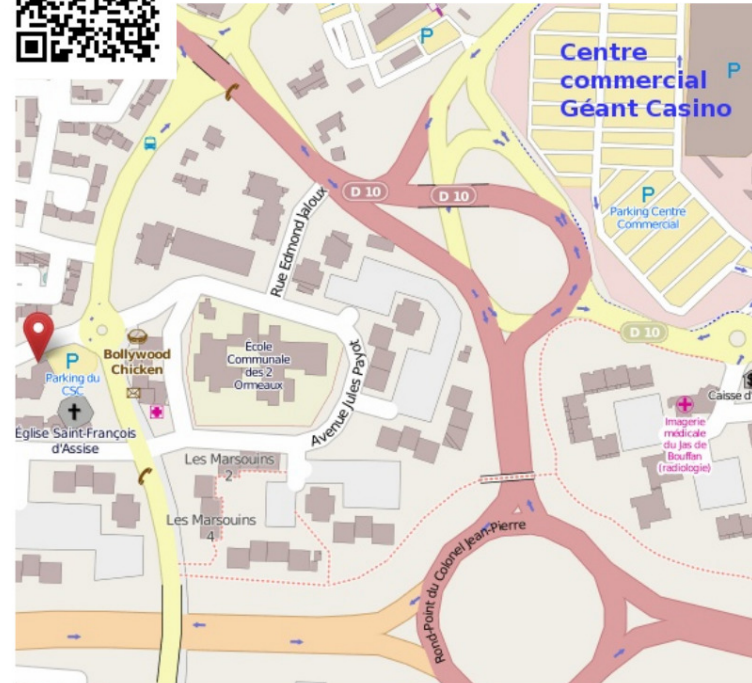 P
Centre
commercial
Géant Casino
P
D 10
D 10
P
Parking Centre
Commercial
Rue Edmond Jaloux
D 10
Bollywood
Chicken
École
Communale
des 2
Ormeaux
Avenue Jules Payot
P
Parking du
CSC
Église Saint-François
d'Assise
Caisse d'
Imagerie
médicale
du Jas de
Bouffan
(radiologie)
Les Marsouins
2
Les Marsouins
4
Rond-Point du Colonel Jean-Pierre